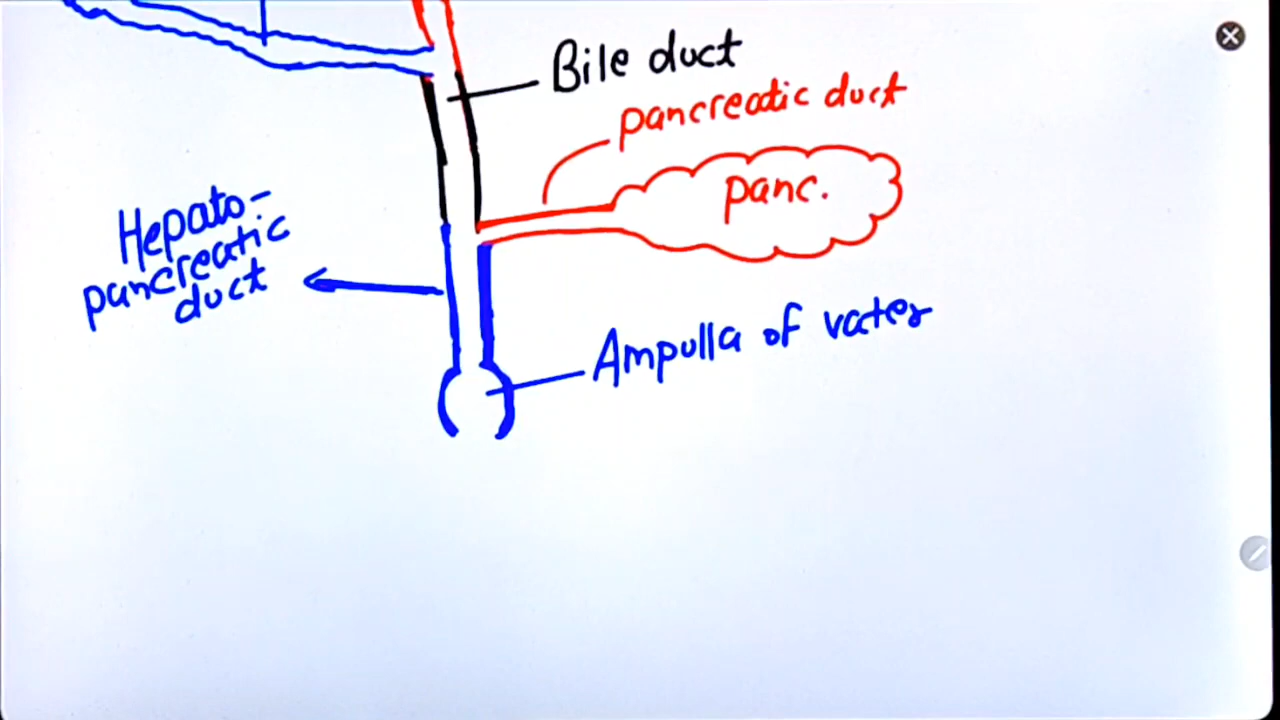 Bile duct
pancreatic duct
panc.
Hepato-
pancreatic
duct
Ampulla of vater